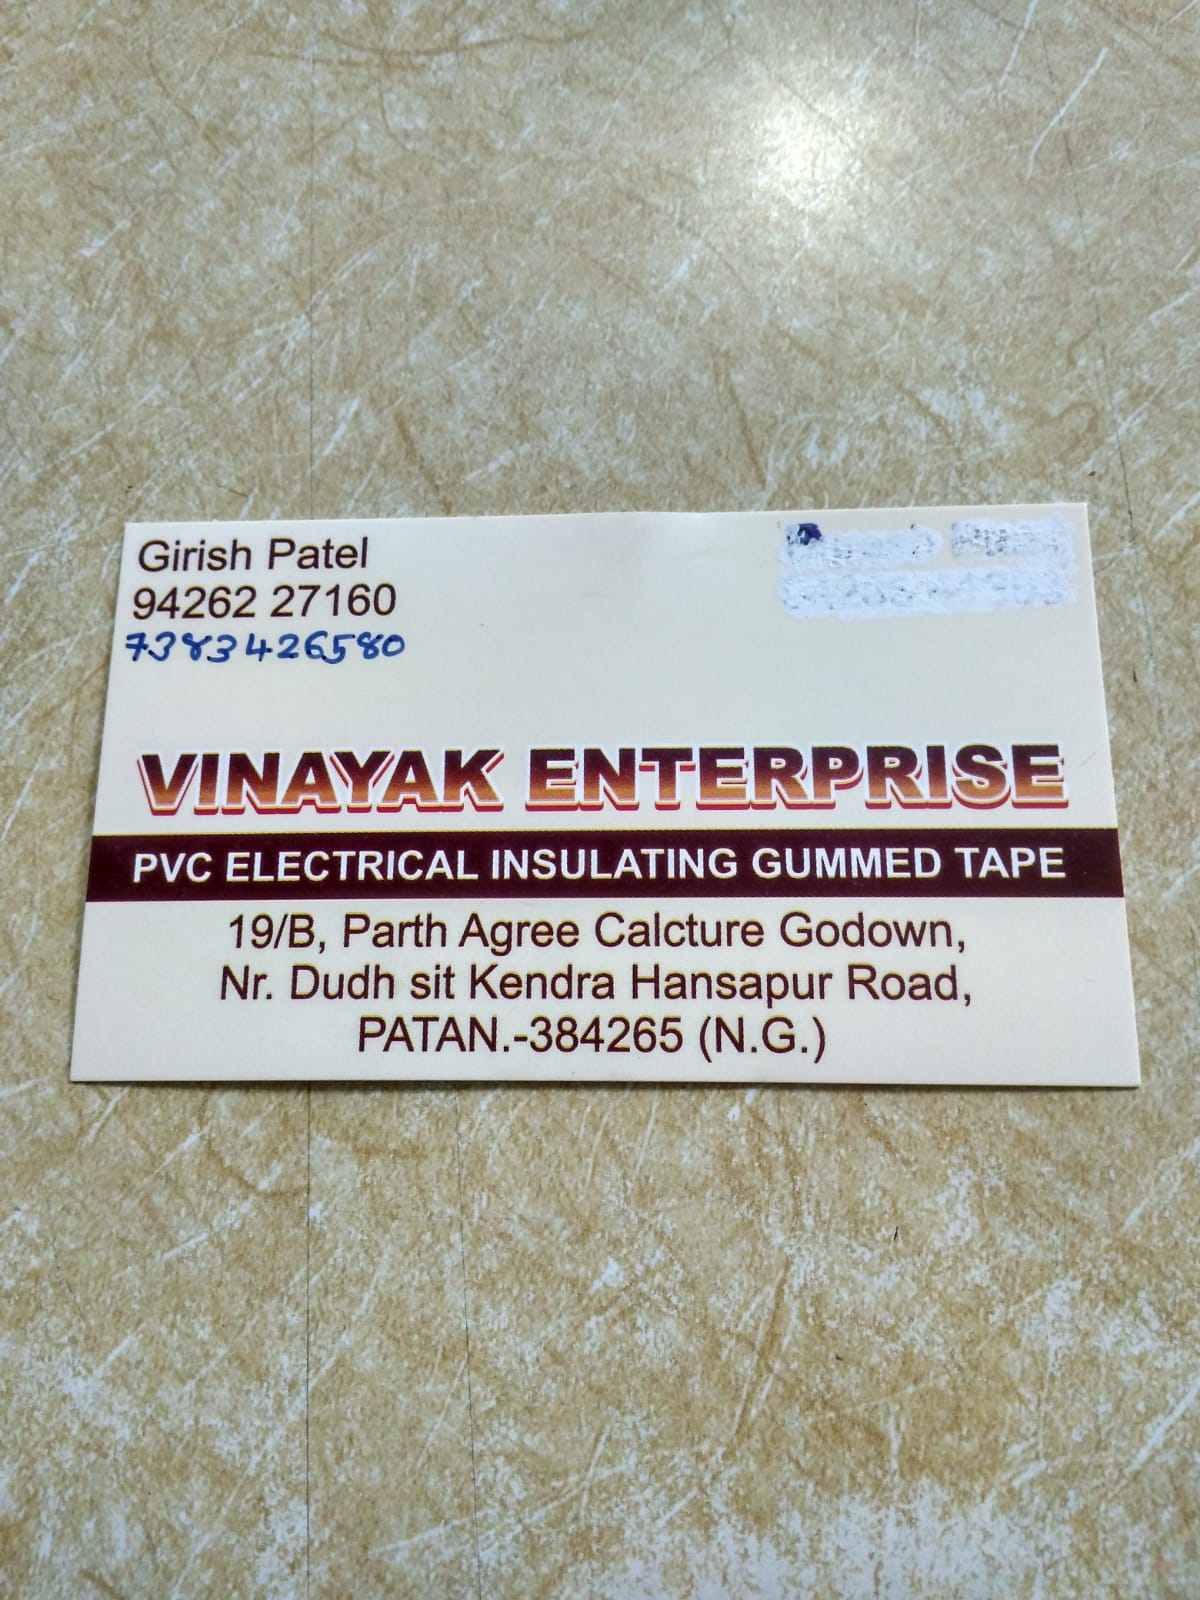 Girish Patel
94262 27160
7383426580
VINAYAK ENTERPRISE
PVC ELECTRICAL INSULATING GUMMED TAPE
19/B, Parth Agree Calcture Godown,
Nr. Dudh sit Kendra Hansapur Road,
PATAN.-384265 (N.G.)